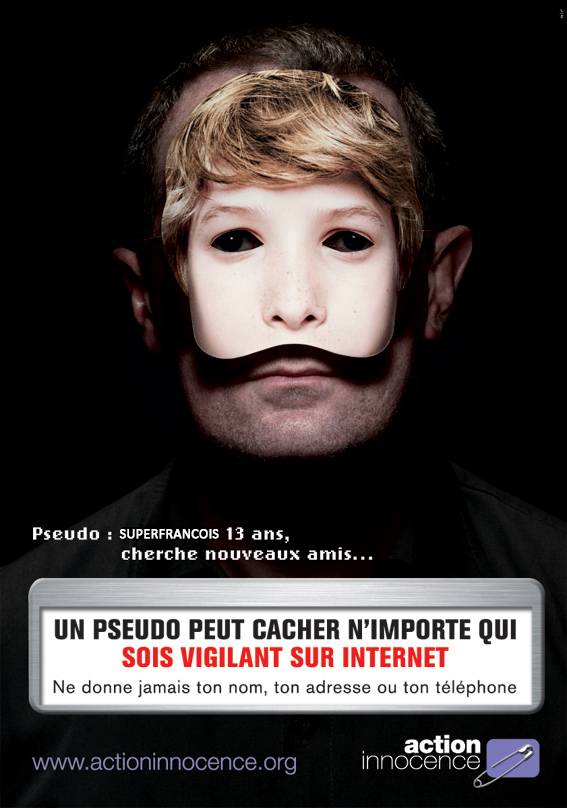 Pseudo : SUPERFRANCOIS 13 ans,
cherche nouveaux amis...
UN PSEUDO PEUT CACHER N'IMPORTE QUI
SOIS VIGILANT SUR INTERNET
Ne donne jamais ton nom, ton adresse ou ton téléphone
www.actioninnocence.org
action
innocence